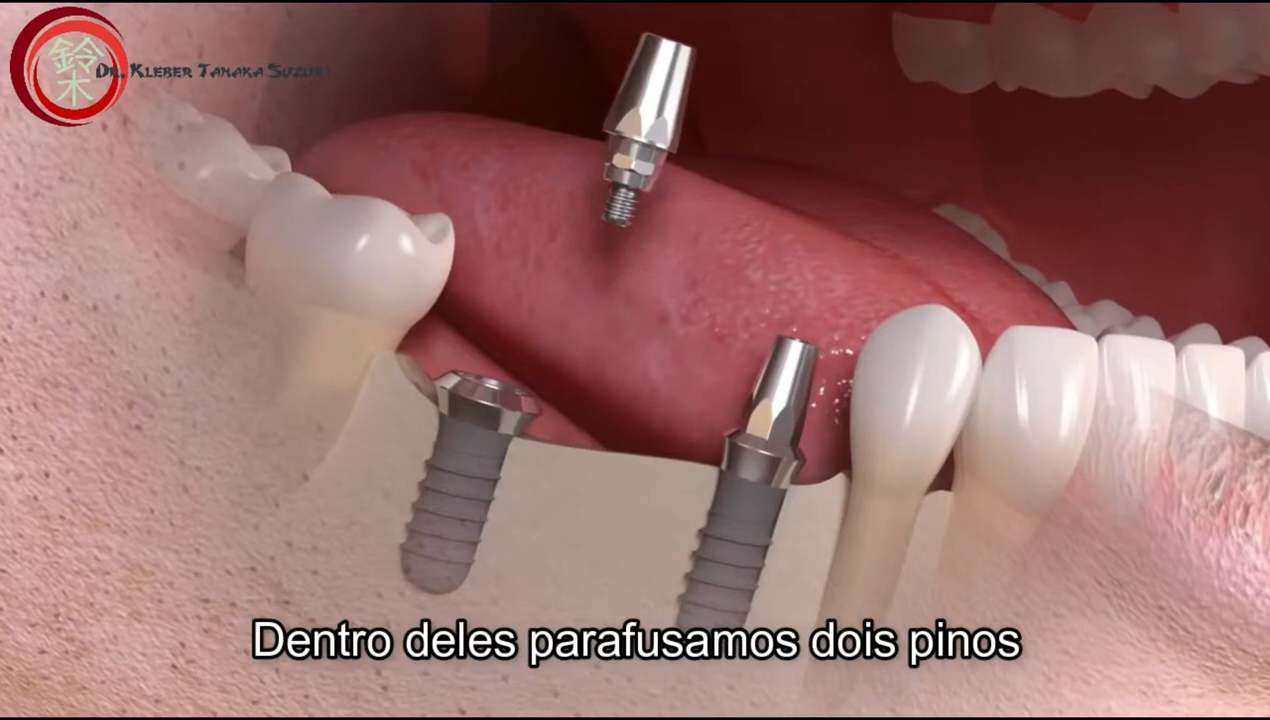 鈴木
Dr. Kleber Tanaka Suzuki
Dentro deles parafusamos dois pinos